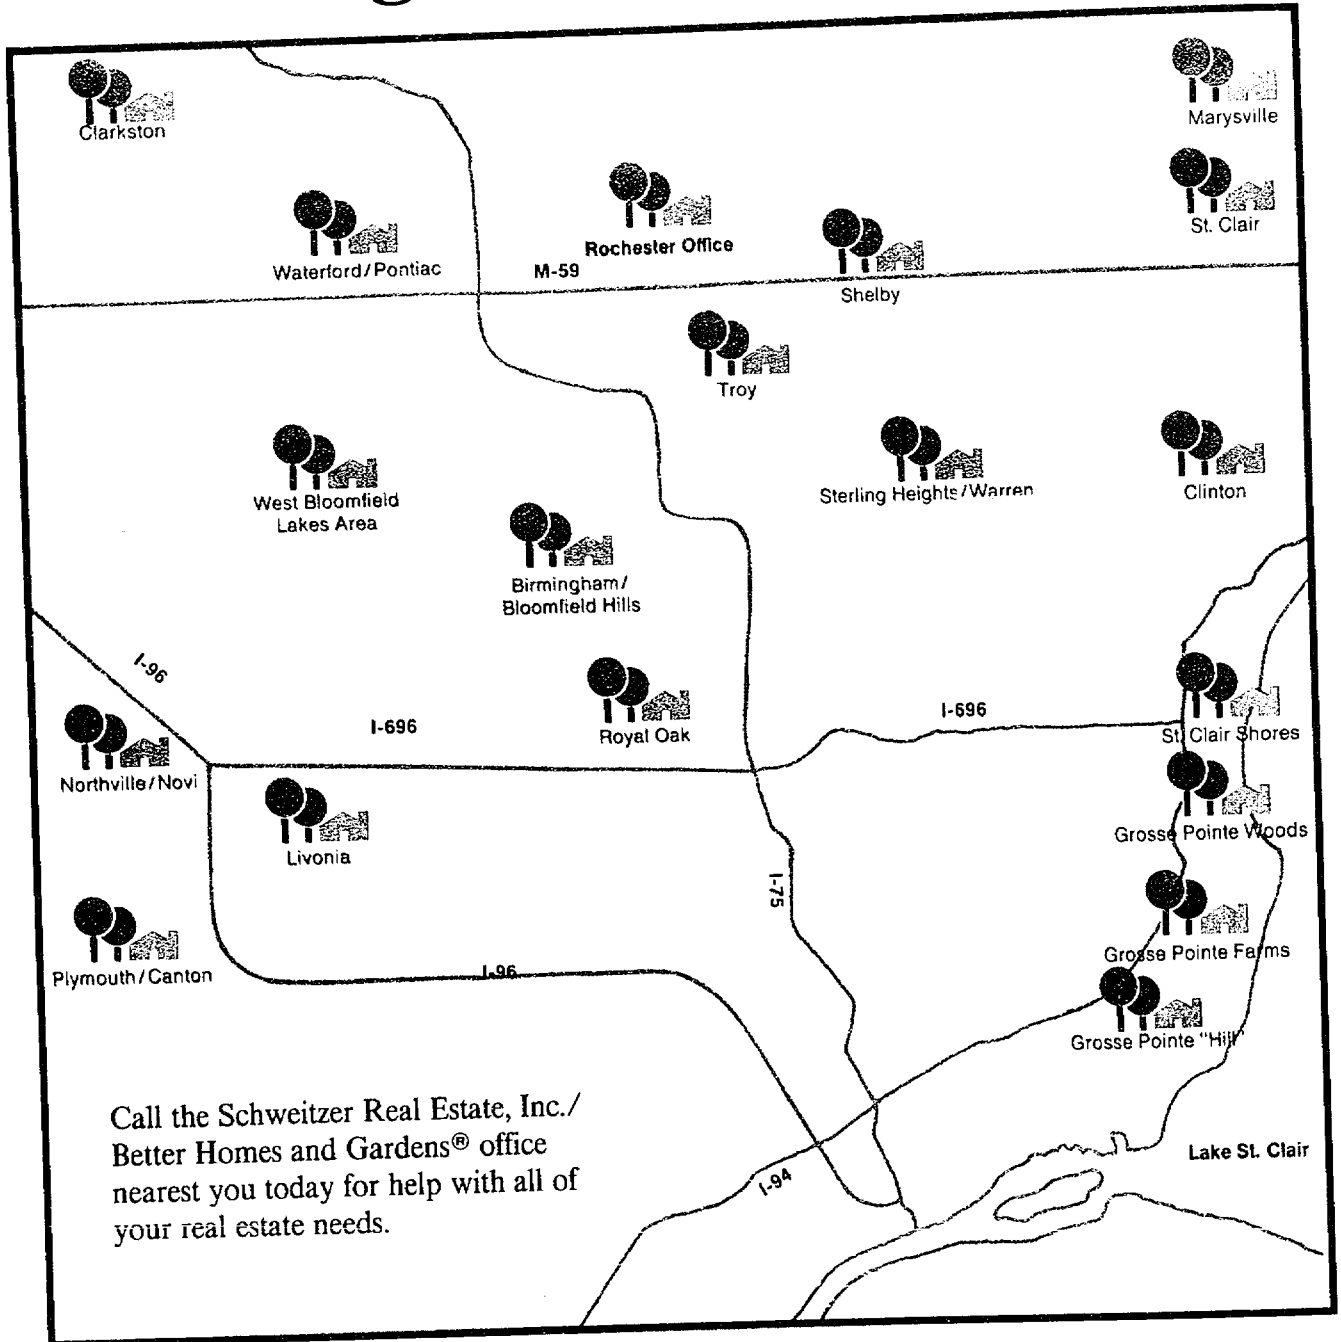 Clarkston
Marysville
St. Clair
Waterford/Pontiac
Rochester Office
M-59
Shelby
Troy
West Bloomfield
Lakes Area
Sterling Heights/Warren
Clinton
Birmingham/
Bloomfield Hills
I-96
Northville/Novi
I-696
Royal Oak
I-696
St. Clair Shores
Livonia
Grosse Pointe Woods
I-75
Plymouth/Canton
I-96
Grosse Pointe Farms
Grosse Pointe "Hill"
Call the Schweitzer Real Estate, Inc./
Better Homes and Gardens® office
nearest you today for help with all of
your real estate needs.
I-94
Lake St. Clair